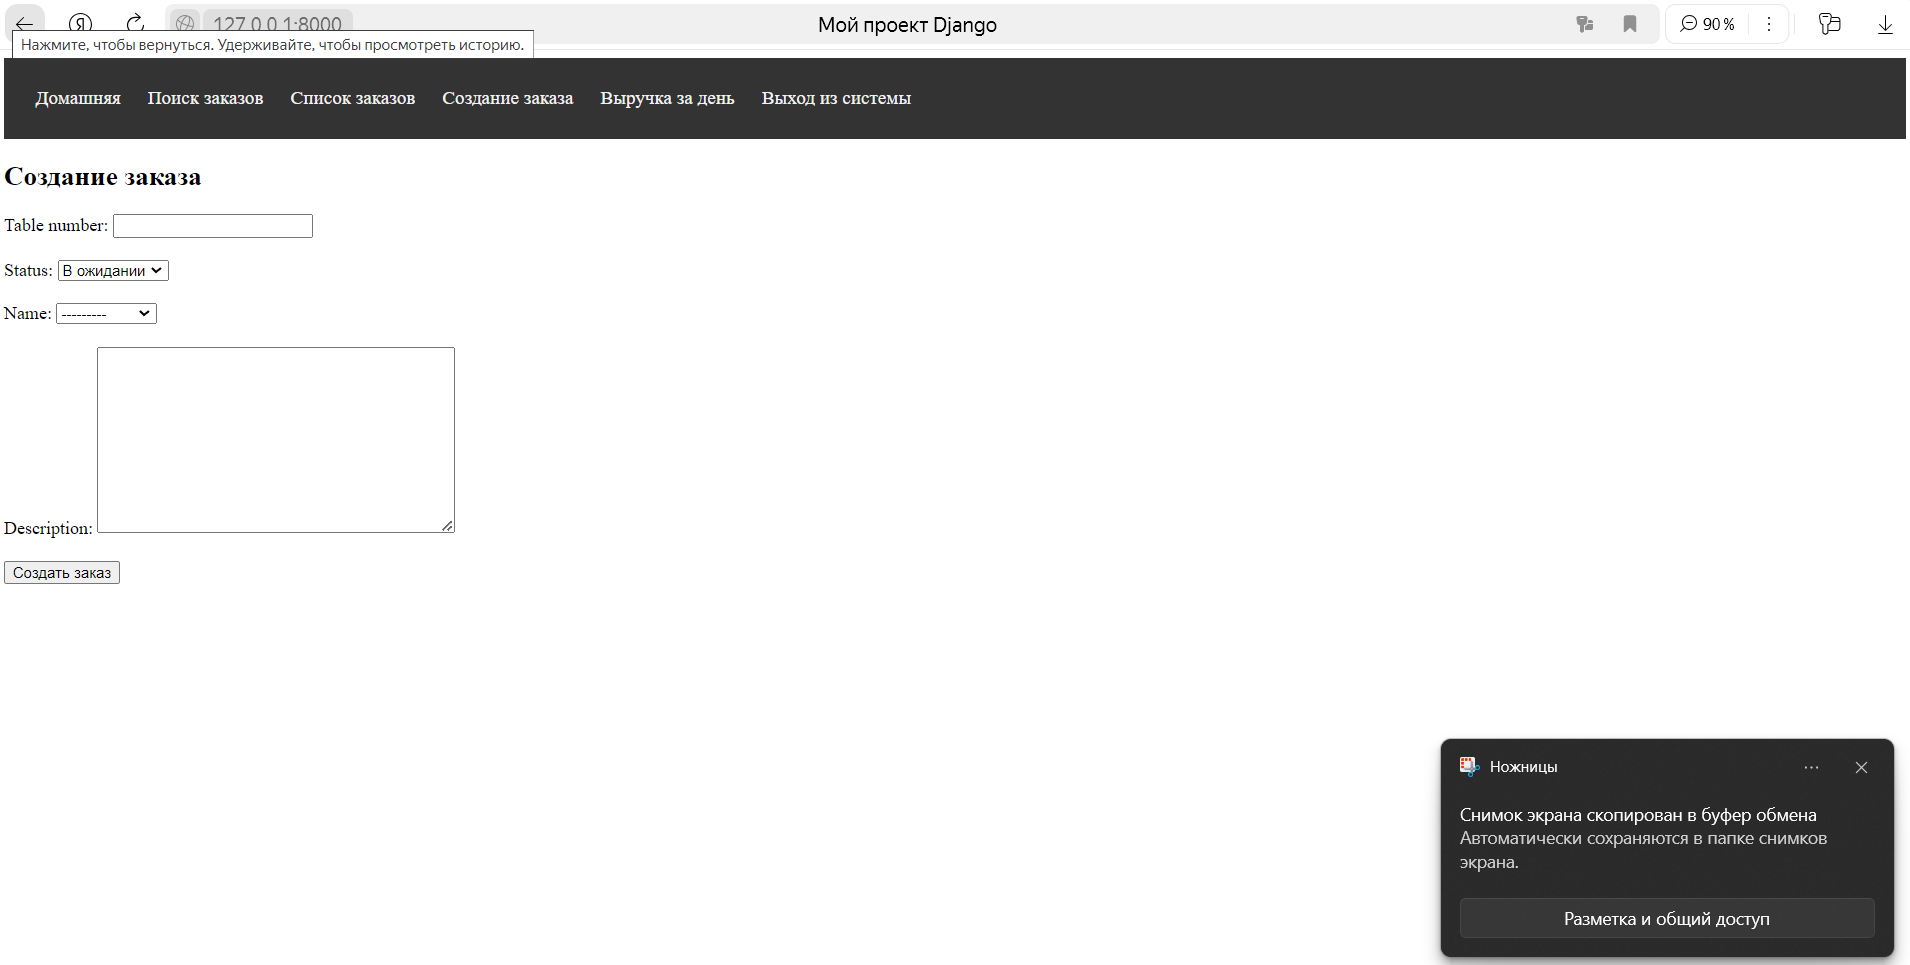 127.0.0.1:8000
Мой проект Django
90 %
Нажмите, чтобы вернуться. Удерживайте, чтобы просмотреть историю.
Домашняя Поиск заказов Список заказов Создание заказа Выручка за день Выход из системы
Создание заказа
Table number:
Status: В ожидании
Name: ---------
Description:
Создать заказ
Ножницы
Снимок экрана скопирован в буфер обмена
Автоматически сохраняются в папке снимков
экрана.
Разметка и общий доступ